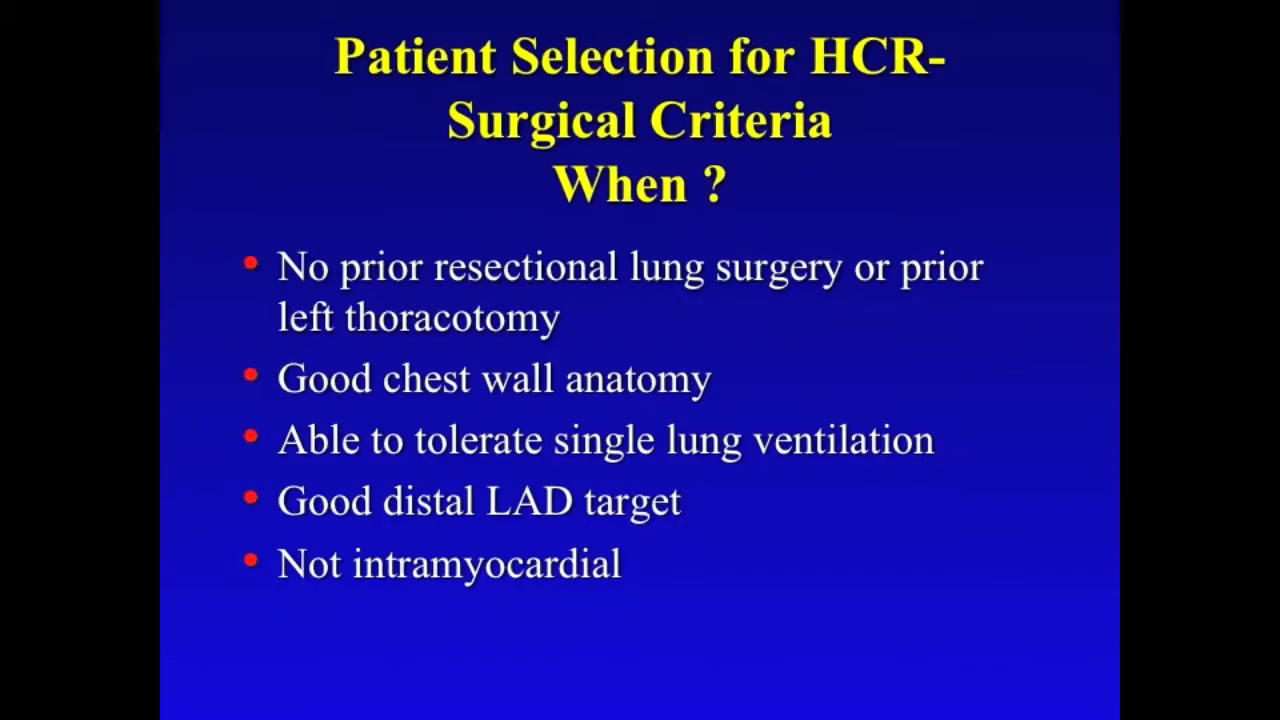 Patient Selection for HCR-
Surgical Criteria
When ?
• No prior resectional lung surgery or prior
left thoracotomy
• Good chest wall anatomy
• Able to tolerate single lung ventilation
• Good distal LAD target
• Not intramyocardial